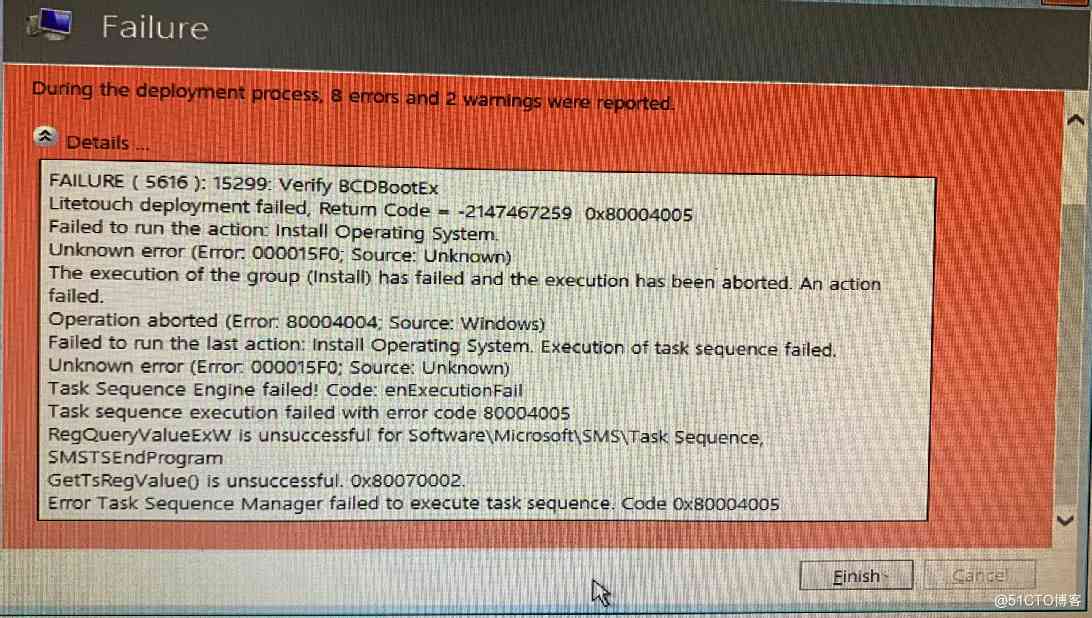 Failure
During the deployment process, 8 errors and 2 warnings were reported.
Details ...
FAILURE ( 5616 ): 15299: Verify BCDBootEx
Litetouch deployment failed, Return Code = -2147467259  0x80004005
Failed to run the action: Install Operating System.
Unknown error (Error: 000015F0; Source: Unknown)
The execution of the group (Install) has failed and the execution has been aborted. An action
failed.
Operation aborted (Error: 80004004; Source: Windows)
Failed to run the last action: Install Operating System. Execution of task sequence failed.
Unknown error (Error: 000015F0; Source: Unknown)
Task Sequence Engine failed! Code: enExecutionFail
Task sequence execution failed with error code 80004005
RegQueryValueExW is unsuccessful for Software\Microsoft\SMS\Task Sequence,
SMSTSEndProgram
GetTsRegValue() is unsuccessful. 0x80070002.
Error Task Sequence Manager failed to execute task sequence. Code 0x80004005
Finish
Cancel
@51CTO博客